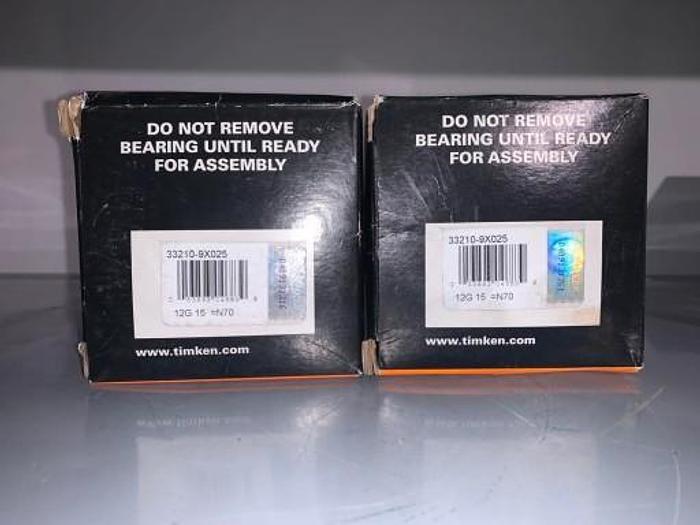 DO NOT REMOVE
BEARING UNTIL READY
FOR ASSEMBLY
33210-9X025
12G 15 =N70
www.timken.com
DO NOT REMOVE
BEARING UNTIL READY
FOR ASSEMBLY
33210-9X025
12G 15 =N70
www.timken.com